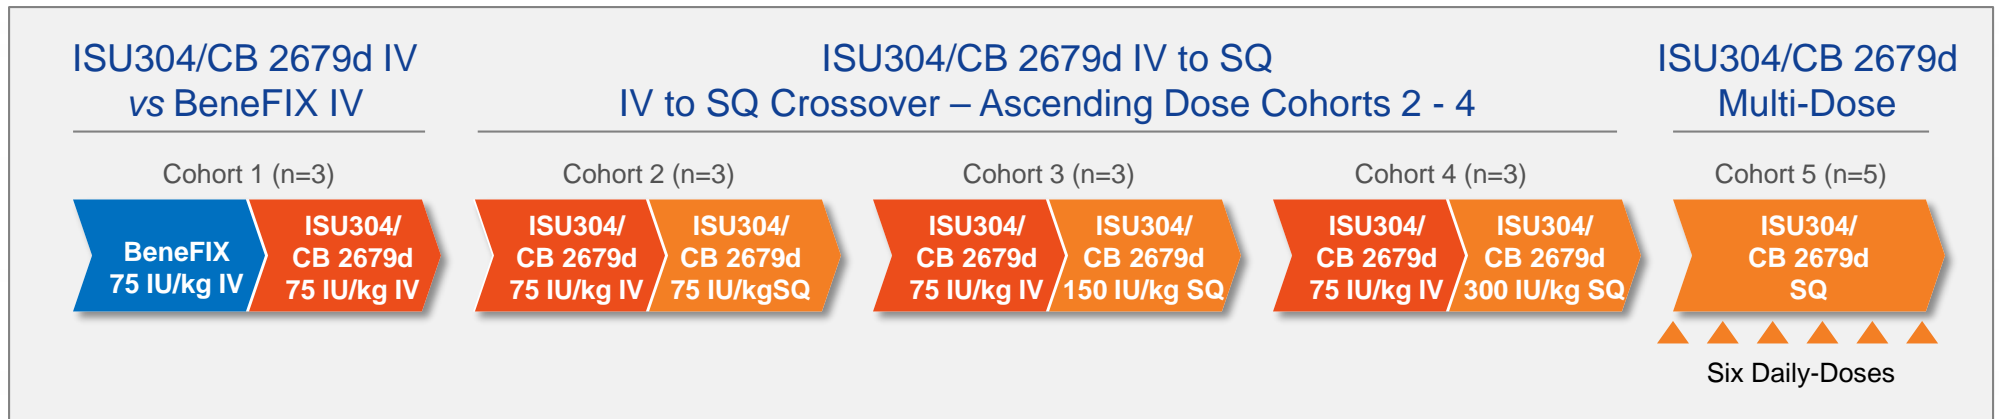 ISU304/CB 2679d IV
vs BeneFIX IV
ISU304/CB 2679d IV to SQ
IV to SQ Crossover – Ascending Dose Cohorts 2 - 4
ISU304/CB 2679d
Multi-Dose
Cohort 1 (n=3)
BeneFIX
75 IU/kg IV
ISU304/
CB 2679d
75 IU/kg IV
Cohort 2 (n=3)
ISU304/
CB 2679d
75 IU/kg IV
ISU304/
CB 2679d
75 IU/kgSQ
Cohort 3 (n=3)
ISU304/
CB 2679d
75 IU/kg IV
ISU304/
CB 2679d
150 IU/kg SQ
Cohort 4 (n=3)
ISU304/
CB 2679d
75 IU/kg IV
ISU304/
CB 2679d
300 IU/kg SQ
Cohort 5 (n=5)
ISU304/
CB 2679d
SQ
Six Daily-Doses